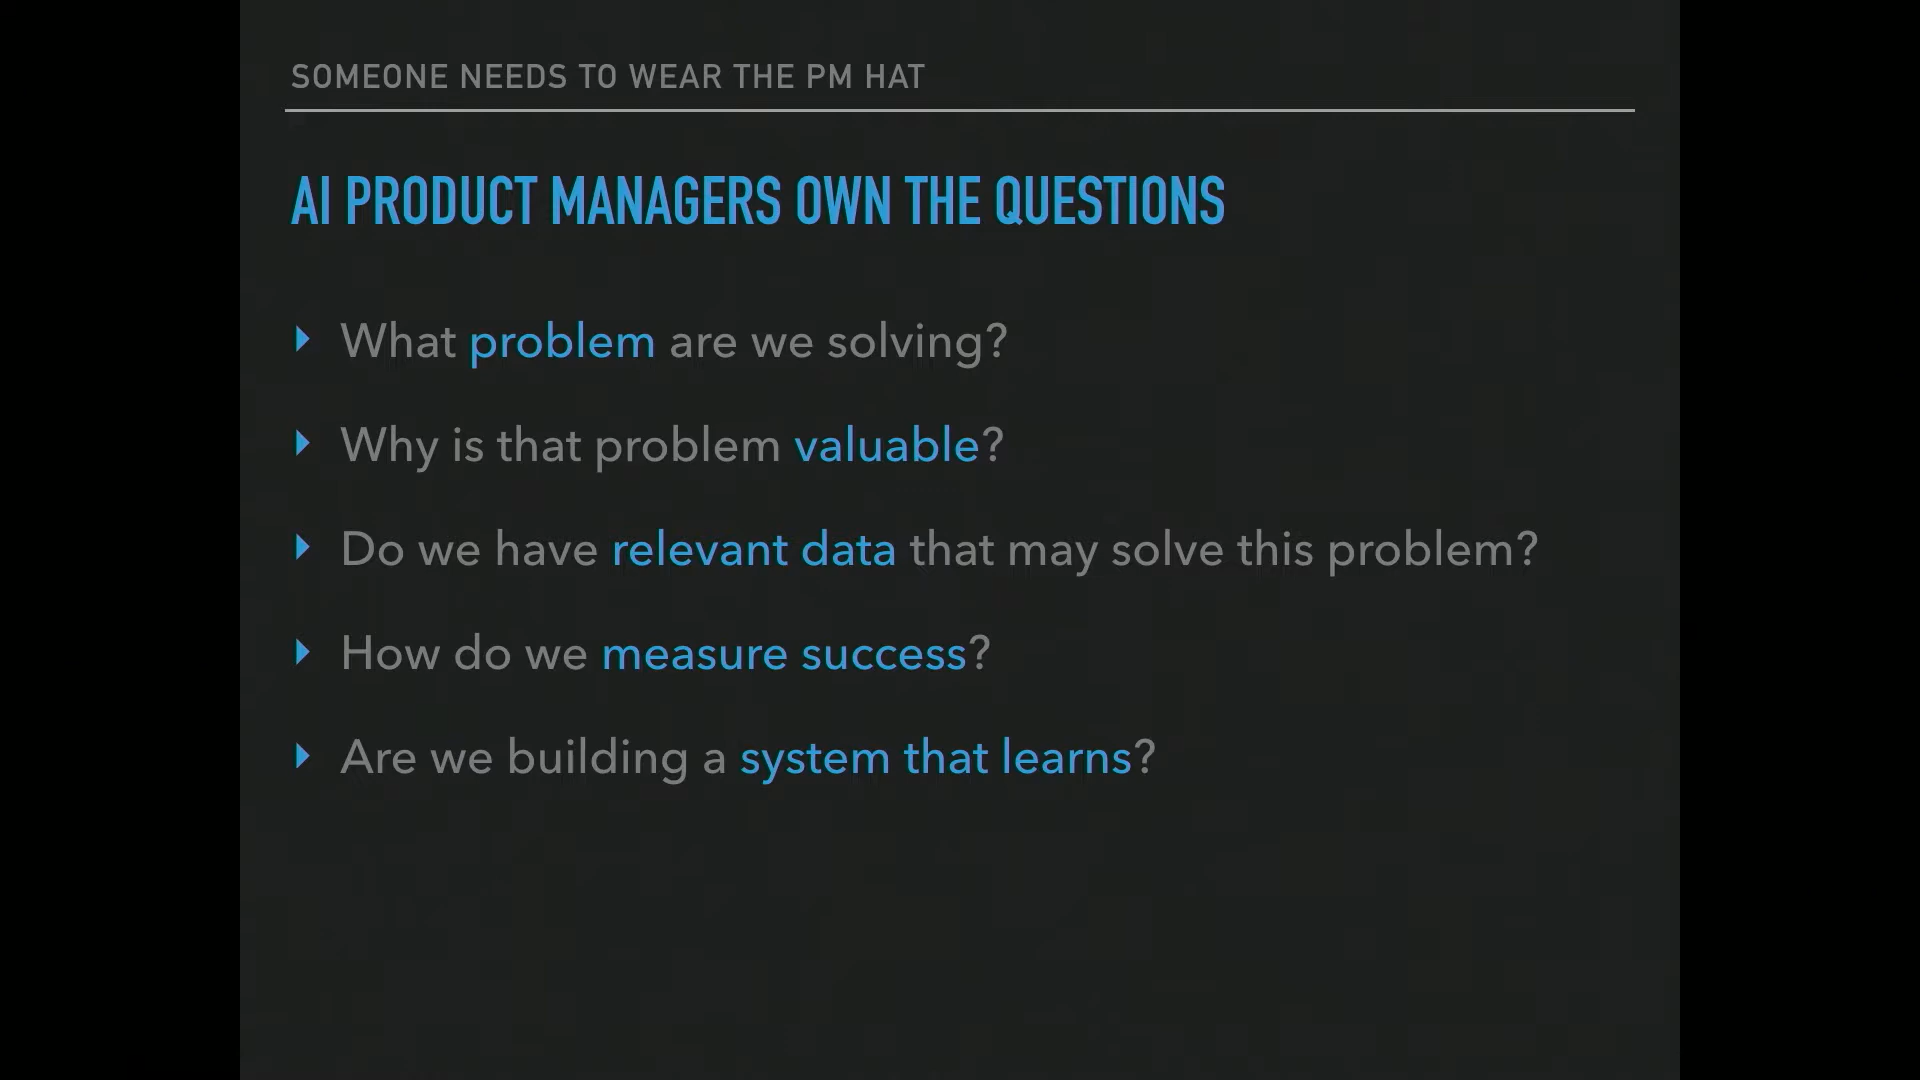 SOMEONE NEEDS TO WEAR THE PM HAT
AI PRODUCT MANAGERS OWN THE QUESTIONS
What problem are we solving?
Why is that problem valuable?
Do we have relevant data that may solve this problem?
How do we measure success?
Are we building a system that learns?